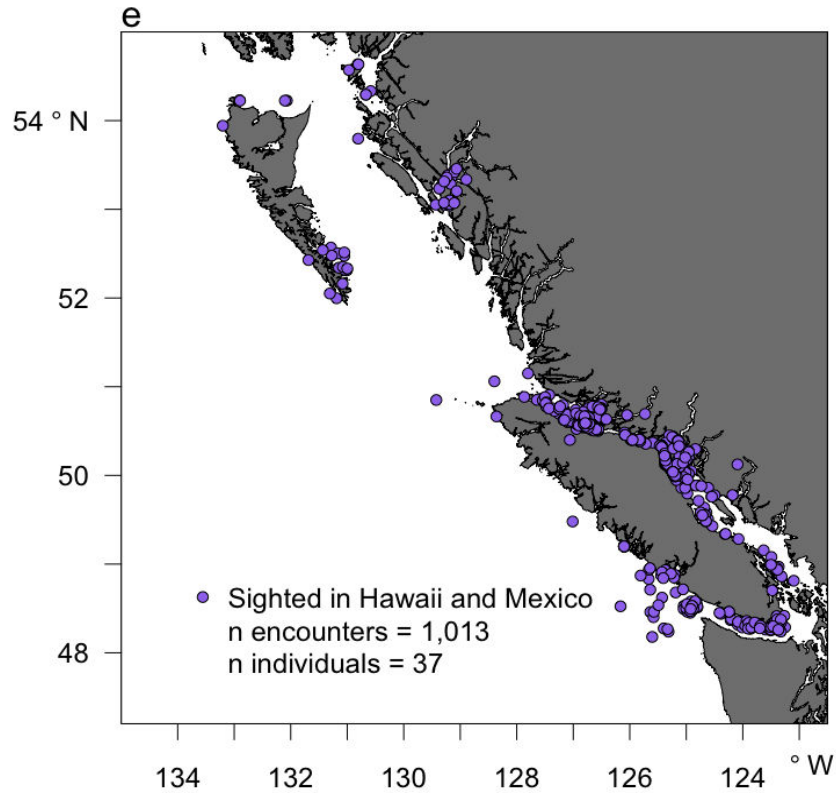 e
54 ° N
52
50
48
Sighted in Hawaii and Mexico
n encounters = 1,013
n individuals = 37
134 132 130 128 126 124 ° W